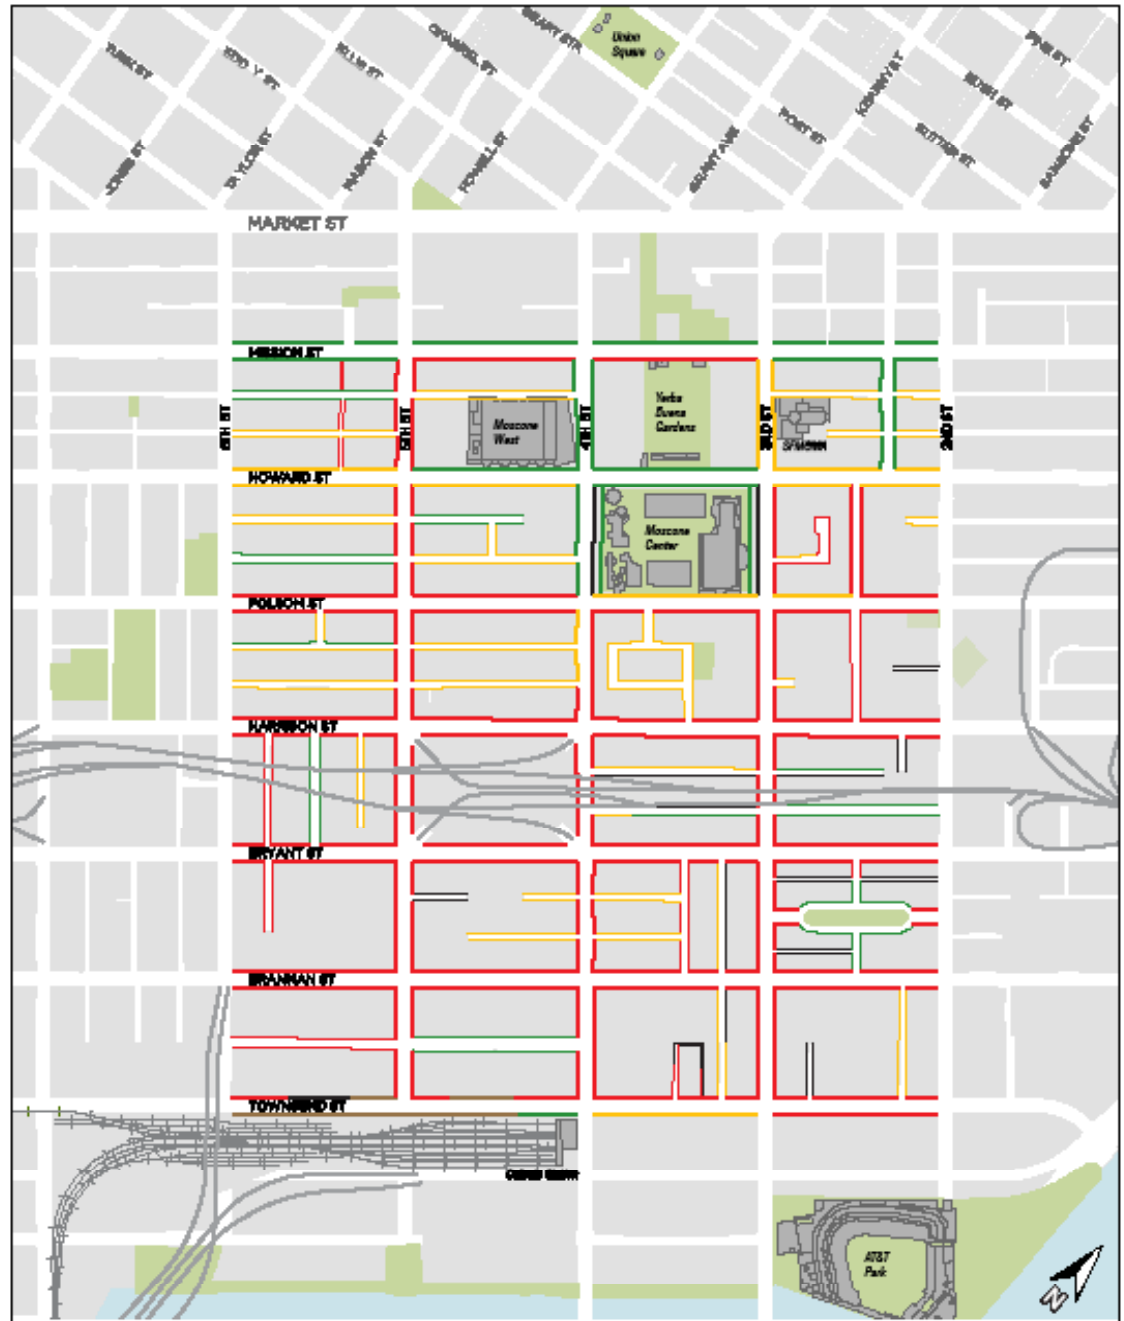 GEARY STR
Union
Square
PINE ST
TURK ST
EDDY ST
ELLIS ST
KEARNY ST
BUSH ST
POST ST
SUTTER ST
JONES ST
TAYLOR ST
MASON ST
POWELL ST
GRANT AVE
SANSOME ST
MARKET ST
MISSION ST
6TH ST
5TH ST
4TH ST
3RD ST
2ND ST
Moscone
West
Yerba
Buena
Gardens
SFMOMA
HOWARD ST
Moscone
Center
FOLSOM ST
HARRISON ST
BRYANT ST
BRANNAN ST
TOWNSEND ST
AT&T
Park
N